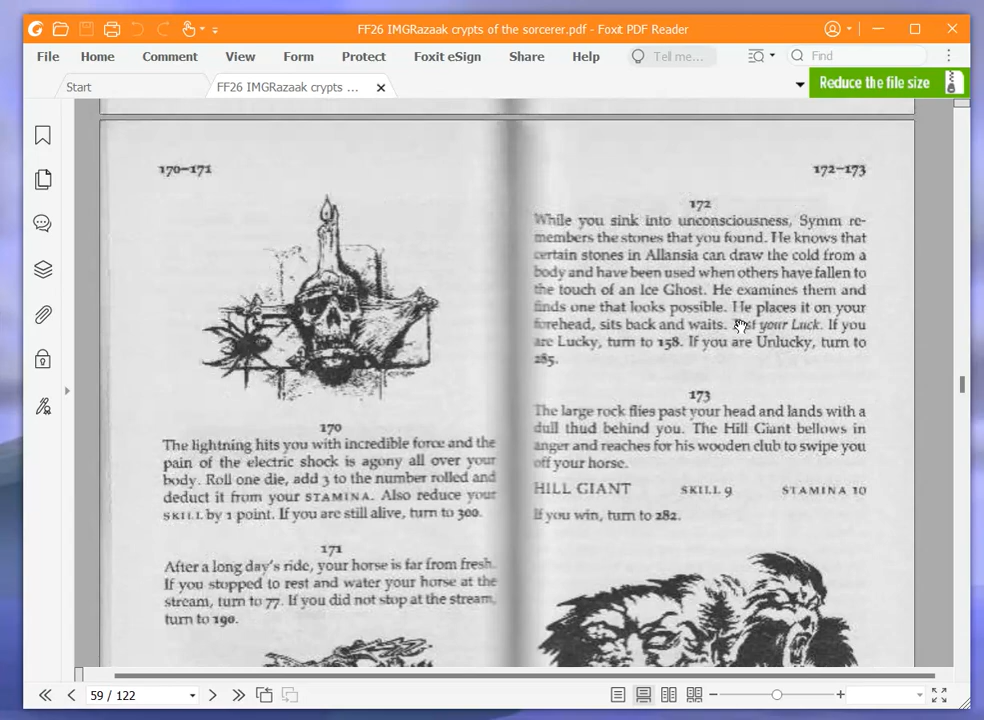 FF26 IMGRazaak crypts of the sorcerer.pdf - Foxit PDF Reader
File Home Comment View Form Protect Foxit eSign Share Help Tell me... Find
Start FF26 IMGRazaak crypts ... Reduce the file size
170–171
170
The lightning hits you with incredible force and the
pain of the electric shock is agony all over your
body. Roll one die, add 3 to the number rolled and
deduct it from your STAMINA. Also reduce your
SKILL by 1 point. If you are still alive, turn to 300.
171
After a long day's ride, your horse is far from fresh.
If you stopped to rest and water your horse at the
stream, turn to 77. If you did not stop at the stream,
turn to 190.
172–173
172
While you sink into unconsciousness, Symm re-
members the stones that you found. He knows that
certain stones in Allansia can draw the cold from a
body and have been used when others have fallen to
the touch of an Ice Ghost. He examines them and
finds one that looks possible. He places it on your
forehead, sits back and waits. Test your Luck. If you
are Lucky, turn to 158. If you are Unlucky, turn to
285.
173
The large rock flies past your head and lands with a
dull thud behind you. The Hill Giant bellows in
anger and reaches for his wooden club to swipe you
off your horse.
HILL GIANT SKILL 9 STAMINA 10
If you win, turn to 282.
59 / 122